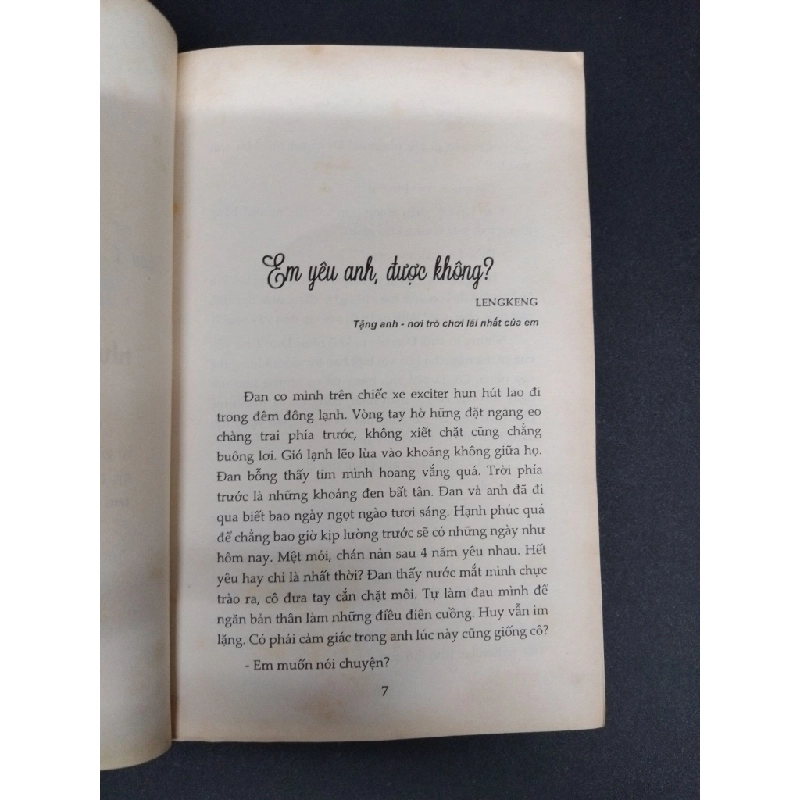 Em yêu anh, được không?
LENGKENG
Tặng anh - nơi trò chơi lãi nhất của em
Đan co mình trên chiếc xe exciter hun hút lao đi
trong đêm đông lạnh. Vòng tay hờ hững đặt ngang eo
chàng trai phía trước, không xiết chặt cũng chẳng
buông lơi. Gió lạnh lẽo lùa vào khoảng không giữa họ.
Đan bỗng thấy tim mình hoang vắng quá. Trời phía
trước là những khoảng đen bất tận. Đan và anh đã đi
qua biết bao ngày ngọt ngào tươi sáng. Hạnh phúc quá
để chẳng bao giờ kịp lường trước sẽ có những ngày như
hôm nay. Mệt mỏi, chán nản sau 4 năm yêu nhau. Hết
yêu hay chỉ là nhất thời? Đan thấy nước mắt mình chực
trào ra, cô đưa tay cắn chặt môi. Tự làm đau mình để
ngăn bản thân làm những điều điên cuồng. Huy vẫn im
lặng. Có phải cảm giác trong anh lúc này cũng giống cô?
- Em muốn nói chuyện?
7